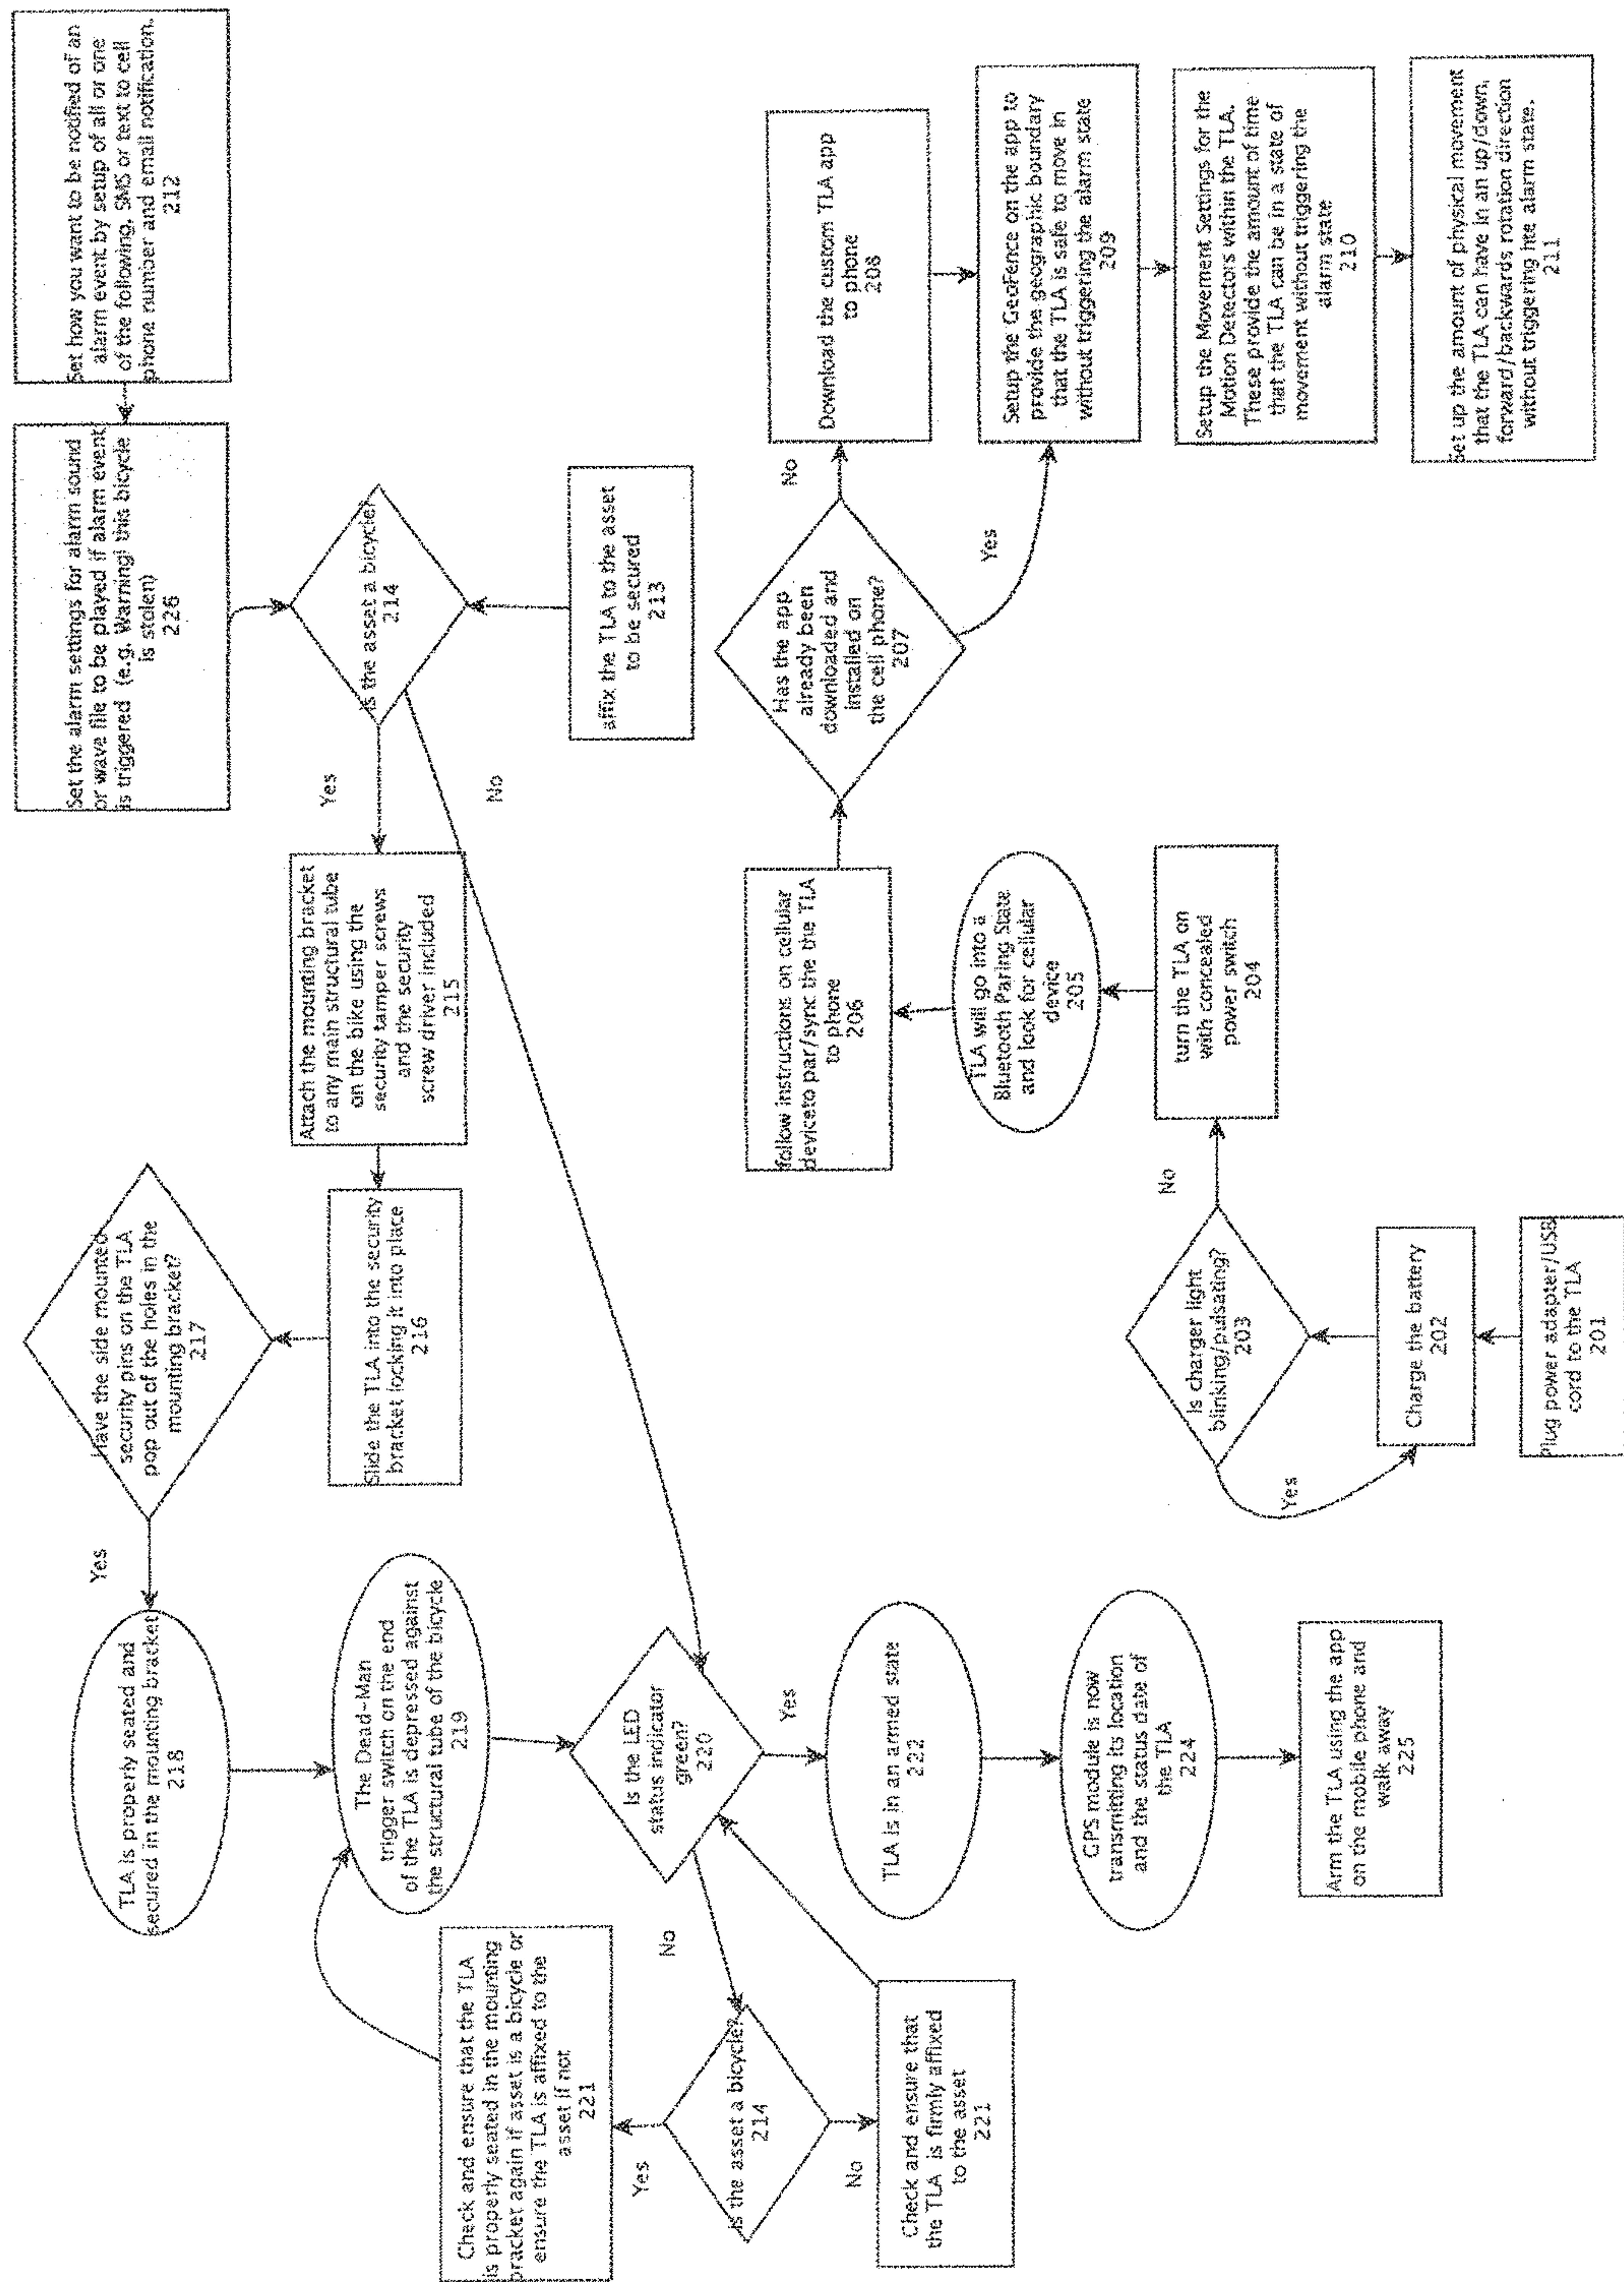 Plug power adapter/USB
cord to the TLA
201
Charge the battery
202
Is charger light
blinking/pulsating?
203
Yes
No
turn the TLA on
with concealed
power switch
204
TLA will go into a
Bluetooth Paring State
and look for cellular
device
205
follow instructions on cellular
deviceto par/sync the the TLA
to phone
206
Has the app
already been
downloaded and
installed on
the cell phone?
207
No
Yes
Download the custom TLA app
to phone
208
Setup the GeoFence on the app to
provide the geographic boundary
that the TLA is safe to move in
without triggering the alarm state
209
Setup the Movement Settings for the
Motion Detectors within the TLA.
These provide the amount of time
that the TLA can be in a state of
movement without triggering the
alarm state
210
Set up the amount of physical movement
that the TLA can have in an up/down,
forward/backwards rotation direction
without triggering hte alarm state.
211
Set how you want to be notified of an
alarm event by setup of all or one
of the following. SMS or text to cell
phone number and email notification.
212
Set the alarm settings for alarm sound
or wave file to be played if alarm event
is triggered (e.g. Warning! this bicycle
is stolen)
226
affix the TLA to the asset
to be secured
213
Is the asset a bicycle?
214
Yes
No
Attach the mounting bracket
to any main structural tube
on the bike using the
security tamper screws
and the security
screw driver included
215
Slide the TLA into the security
bracket locking it into place
216
Have the side mounted
security pins on the TLA
pop out of the holes in the
mounting bracket?
217
Yes
TLA is properly seated and
secured in the mounting bracket
218
The Dead-Man
trigger switch on the end
of the TLA is depressed against
the structural tube of the bicycle
219
Is the LED
status indicator
green?
220
Yes
No
TLA is in an armed state
222
GPS module is now
transmitting its location
and the status date of
the TLA
224
Arm the TLA using the app
on the mobile phone and
walk away
225
Is the asset a bicycle?
214
Yes
No
Check and ensure that the TLA
is properly seated in the mounting
bracket again if asset is a bicycle or
ensure the TLA is affixed to the
asset if not
221
Check and ensure that
the TLA is firmly affixed
to the asset
221